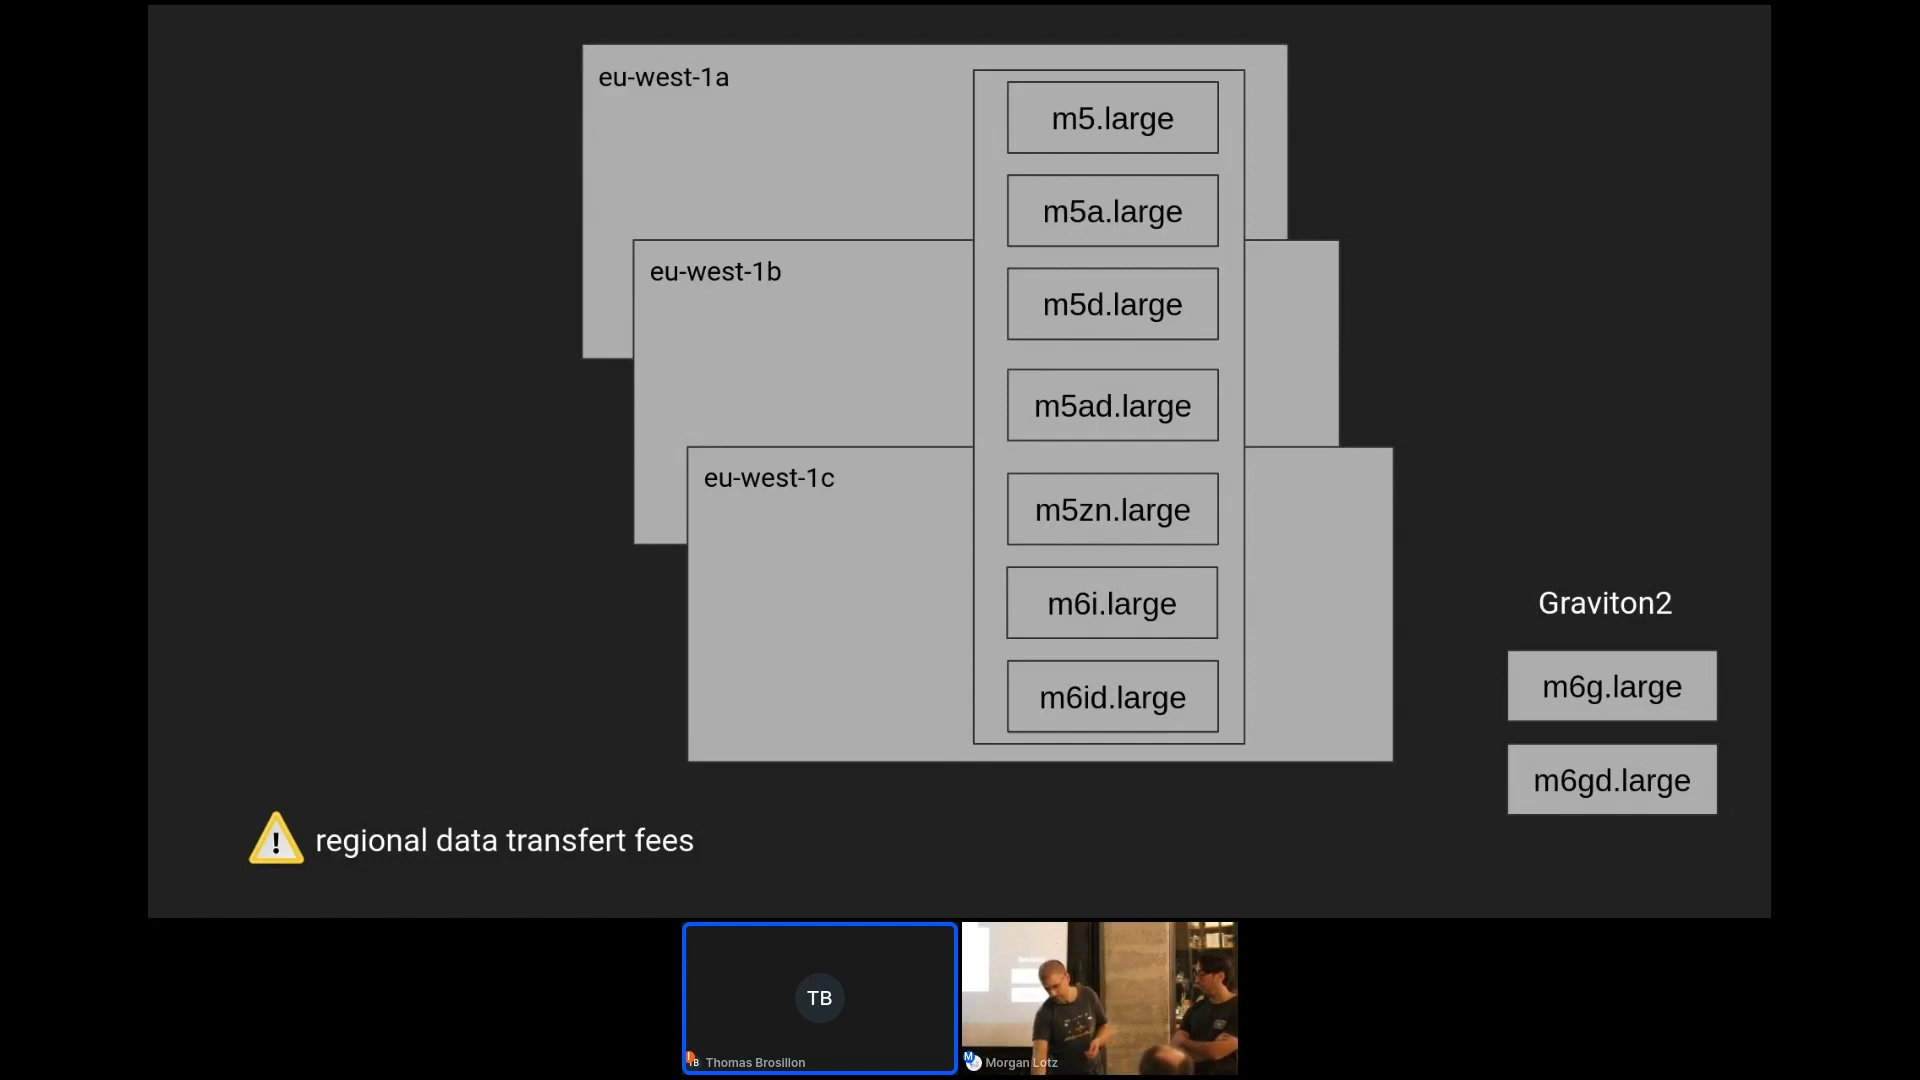 eu-west-1a
m5.large
m5a.large
eu-west-1b
m5d.large
m5ad.large
eu-west-1c
m5zn.large
m6i.large
m6id.large
Graviton2
m6g.large
m6gd.large
regional data transfert fees
TB
TB
Thomas Brosillon
M
Morgan Lotz